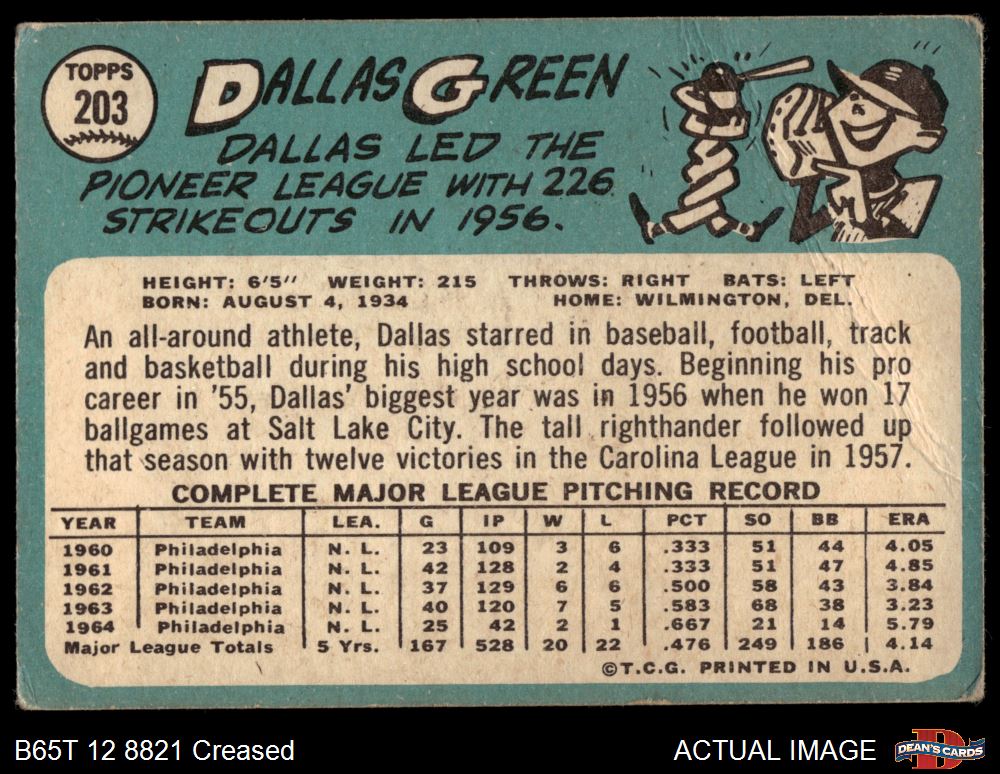 TOPPS
203
DALLAS GREEN
DALLAS LED THE
PIONEER LEAGUE WITH 226
STRIKEOUTS IN 1956.
HEIGHT: 6'5" WEIGHT: 215 THROWS: RIGHT BATS: LEFT
BORN: AUGUST 4, 1934 HOME: WILMINGTON, DEL.
An all-around athlete, Dallas starred in baseball, football, track
and basketball during his high school days. Beginning his pro
career in '55, Dallas' biggest year was in 1956 when he won 17
ballgames at Salt Lake City. The tall righthander followed up
that season with twelve victories in the Carolina League in 1957.
COMPLETE MAJOR LEAGUE PITCHING RECORD
YEAR TEAM LEA. G IP W L PCT SO BB ERA
1960 Philadelphia N. L. 23 109 3 6 .333 51 44 4.05
1961 Philadelphia N. L. 42 128 2 4 .333 51 47 4.85
1962 Philadelphia N. L. 37 129 6 6 .500 58 43 3.84
1963 Philadelphia N. L. 40 120 7 5 .583 68 38 3.23
1964 Philadelphia N. L. 25 42 2 1 .667 21 14 5.79
Major League Totals 5 Yrs. 167 528 20 22 .476 249 186 4.14
©T.C.G. PRINTED IN U.S.A.
B65T 12 8821 Creased ACTUAL IMAGE
D
DEAN'S CARDS